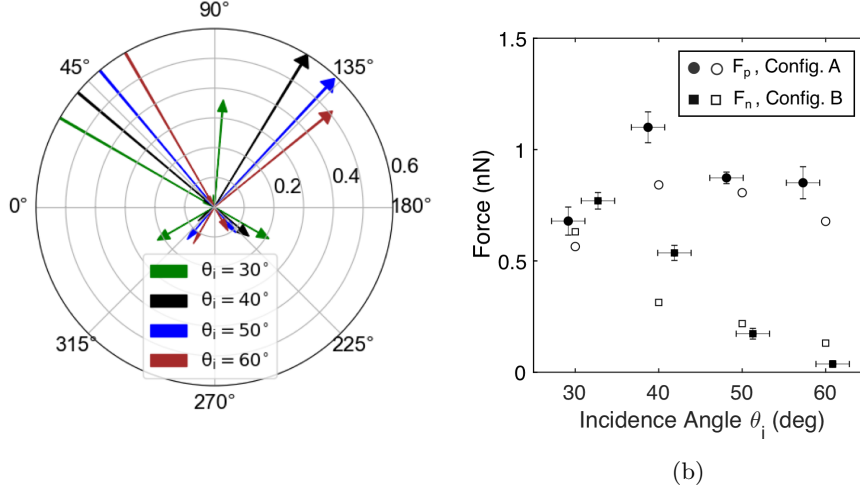 90°
45°
135°
0.6
0.4
0.2
0°
180°
θi = 30°
θi = 40°
θi = 50°
θi = 60°
315°
225°
270°
1.5
1
0.5
0
Force (nN)
Fp, Config. A
Fn, Config. B
30 40 50 60
Incidence Angle θi (deg)
(b)